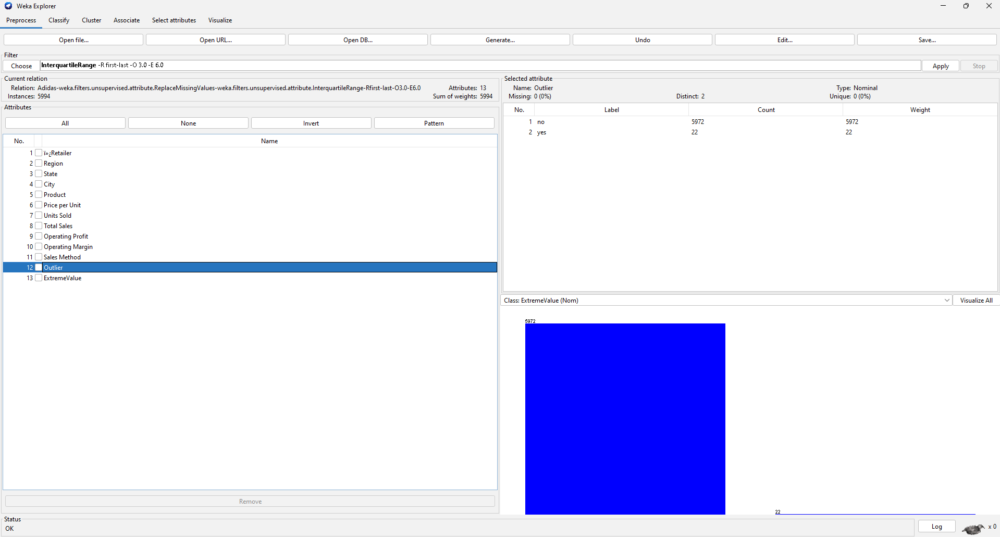 Weka Explorer
Preprocess Classify Cluster Associate Select attributes Visualize
Open file... Open URL... Open DB... Generate... Undo Edit... Save...
Filter
Choose InterquartileRange -R first-last -O 3.0 -E 6.0 Apply Stop
Current relation
Relation: Adidas-weka.filters.unsupervised.attribute.ReplaceMissingValues-weka.filters.unsupervised.attribute.InterquartileRange-Rfirst-last-O3.0-E6.0 Attributes: 13
Instances: 5994 Sum of weights: 5994
Attributes
All None Invert Pattern
No. Name
1 ï»¿Retailer
2 Region
3 State
4 City
5 Product
6 Price per Unit
7 Units Sold
8 Total Sales
9 Operating Profit
10 Operating Margin
11 Sales Method
12 Outlier
13 ExtremeValue
Remove
Selected attribute
Name: Outlier Type: Nominal
Missing: 0 (0%) Distinct: 2 Unique: 0 (0%)
No. Label Count Weight
1 no 5972 5972
2 yes 22 22
Class: ExtremeValue (Nom) Visualize All
5972
22
Status
OK
Log x 0